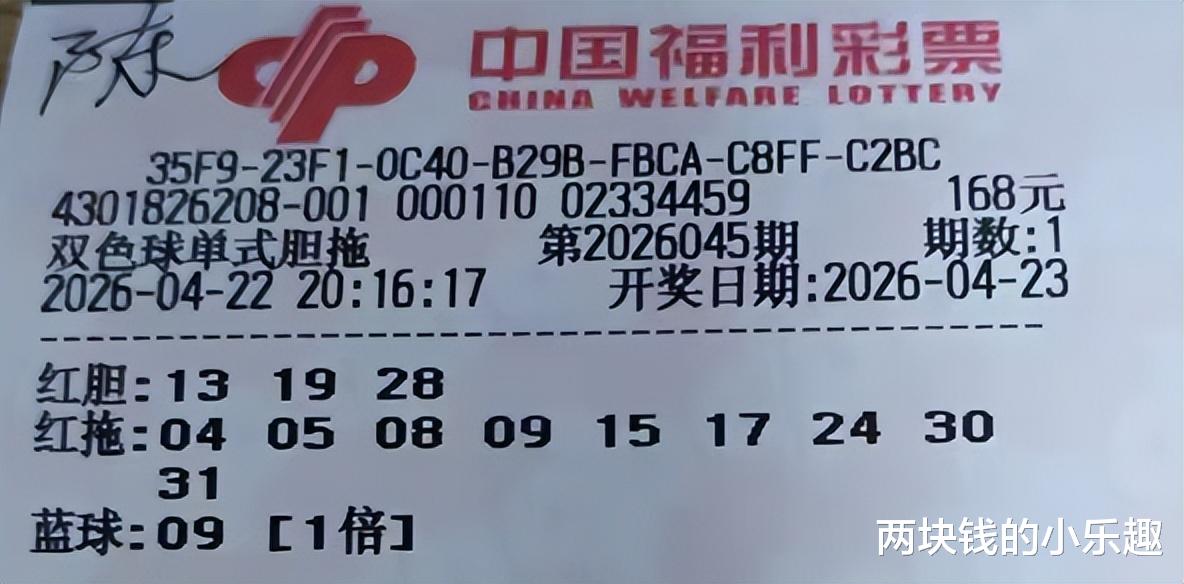 陈
中国福利彩票
CHINA WELFARE LOTTERY
35F9-23F1-0C40-B29B-FBCA-C8FF-C2BC
4301826208-001 000110 02334459 168元
双色球单式胆拖 第2026045期 期数:1
2026-04-22 20:16:17 开奖日期:2026-04-23
红胆:13 19 28
红拖:04 05 08 09 15 17 24 30
31
蓝球:09 [1倍]
两块钱的小乐趣